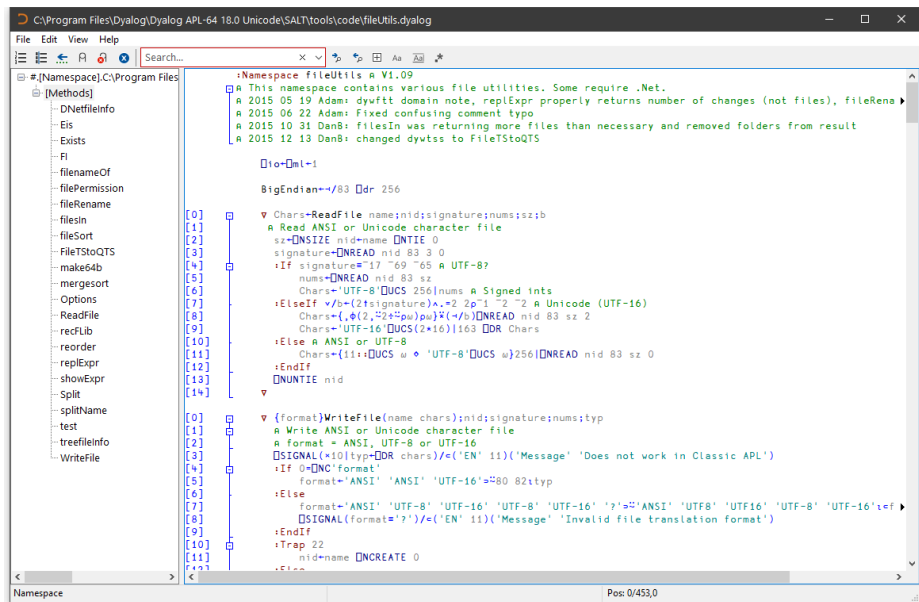 C:\Program Files\Dyalog\Dyalog APL-64 18.0 Unicode\SALT\tools\code\fileUtils.dyalog
File Edit View Help
Search...
Aa
#.[Namespace].C:\Program Files
[Methods]
DNetfileInfo
Eis
Exists
FI
filenameOf
filePermission
fileRename
filesIn
fileSort
FileTStoQTS
make64b
mergesort
Options
ReadFile
recFLib
reorder
replExpr
showExpr
Split
splitName
test
treefileInfo
WriteFile
:Namespace fileUtils ⍝ V1.09
⍝ This namespace contains various file utilities. Some require .Net.
⍝ 2015 05 19 Adam: dywftt domain note, replExpr properly returns number of changes (not files), fileRena
⍝ 2015 06 22 Adam: Fixed confusing comment typo
⍝ 2015 10 31 DanB: filesIn was returning more files than necessary and removed folders from result
⍝ 2015 12 13 DanB: changed dywtss to FileTStoQTS
⎕io←⎕ml←1
BigEndian←⊣/83 ⎕dr 256
[0] ∇ Chars←ReadFile name;nid;signature;nums;sz;b
[1] ⍝ Read ANSI or Unicode character file
[2] sz←⎕NSIZE nid←name ⎕NTIE 0
[3] signature←⎕NREAD nid 83 3 0
[4] :If signature≡¯17 ¯69 ¯65 ⍝ UTF-8?
[5] nums←⎕NREAD nid 83 sz
[6] Chars←'UTF-8'⎕UCS 256|nums ⍝ Signed ints
[7] :ElseIf ∨/b←(2↑signature)∧.=2 2⍴¯1 ¯2 ¯2 ⍝ Unicode (UTF-16)
[8] Chars←{,⌽(2,⍨2÷⍨⍴⍵)⍴⍵}⍣(⊣/b)⎕NREAD nid 83 sz 2
[9] Chars←'UTF-16'⎕UCS(2*16)|163 ⎕DR Chars
[10] :Else ⍝ ANSI or UTF-8
[11] Chars←{11::⎕UCS ⍵ ⋄ 'UTF-8'⎕UCS ⍵}256|⎕NREAD nid 83 sz 0
[12] :EndIf
[13] ⎕NUNTIE nid
[14] ∇
[0] ∇ {format}WriteFile(name chars);nid;signature;nums;typ
[1] ⍝ Write ANSI or Unicode character file
[2] ⍝ format = ANSI, UTF-8 or UTF-16
[3] ⎕SIGNAL(×10|typ←⎕DR chars)/⊂('EN' 11)('Message' 'Does not work in Classic APL')
[4] :If 0=⎕NC'format'
[5] format←'ANSI' 'ANSI' 'UTF-16'⊃⍨80 82⍳typ
[6] :Else
[7] format←'ANSI' 'UTF-8' 'UTF-16' 'UTF-8' 'UTF-16' '?'⊃⍨'ANSI' 'UTF8' 'UTF16' 'UTF-8' 'UTF-16'⍳⊂f
[8] ⎕SIGNAL(format≡'?')/⊂('EN' 11)('Message' 'Invalid file translation format')
[9] :EndIf
[10] :Trap 22
[11] nid←name ⎕NCREATE 0
[12] :Else
Namespace
Pos: 0/453,0